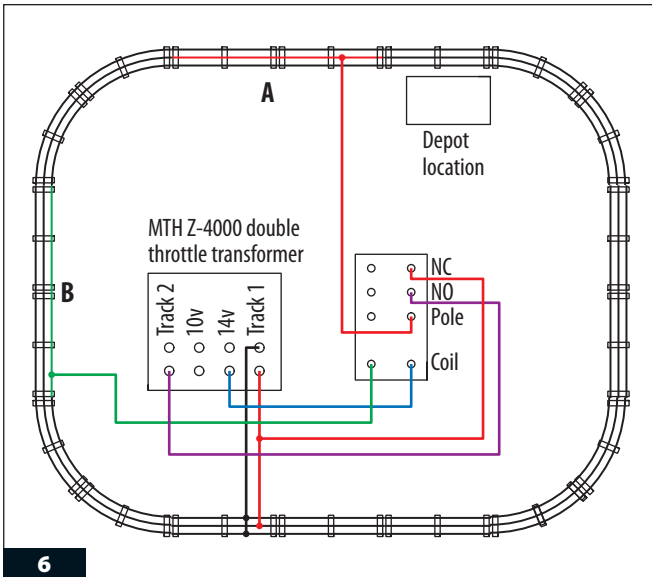 A
Depot
location
MTH Z-4000 double
throttle transformer
Track 2
10v
14v
Track 1
NC
NO
Pole
Coil
B
6